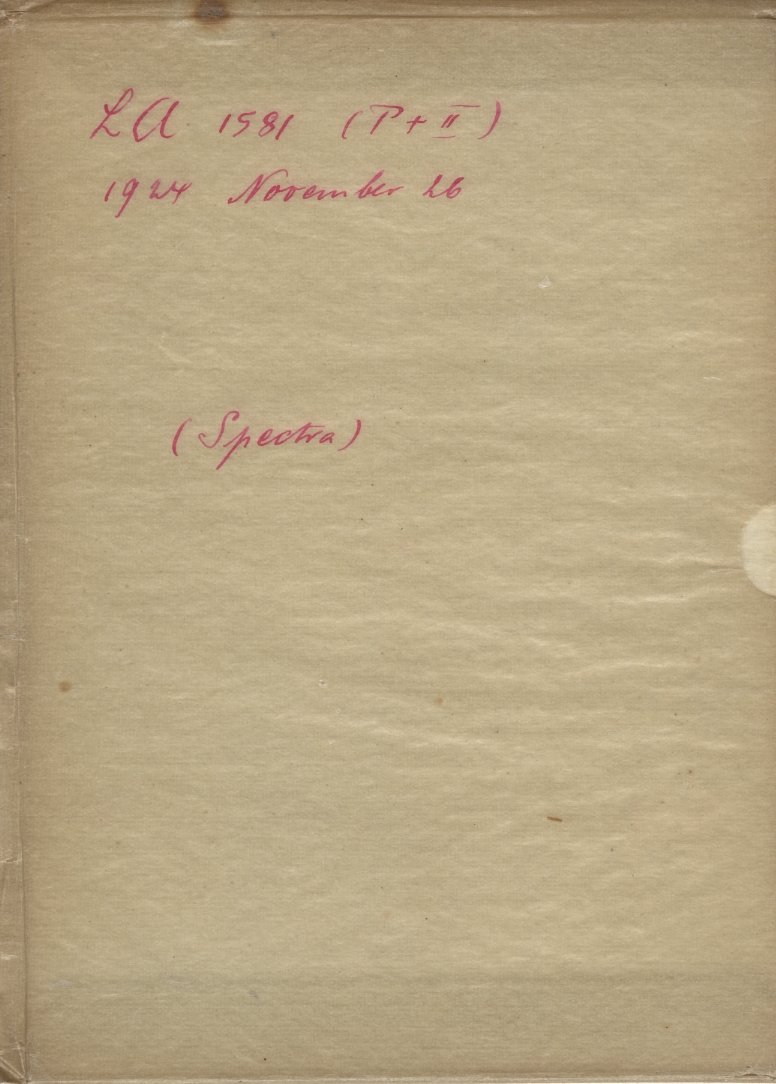 LA 1581 (I + II)
1924 November 26
(Spectra)